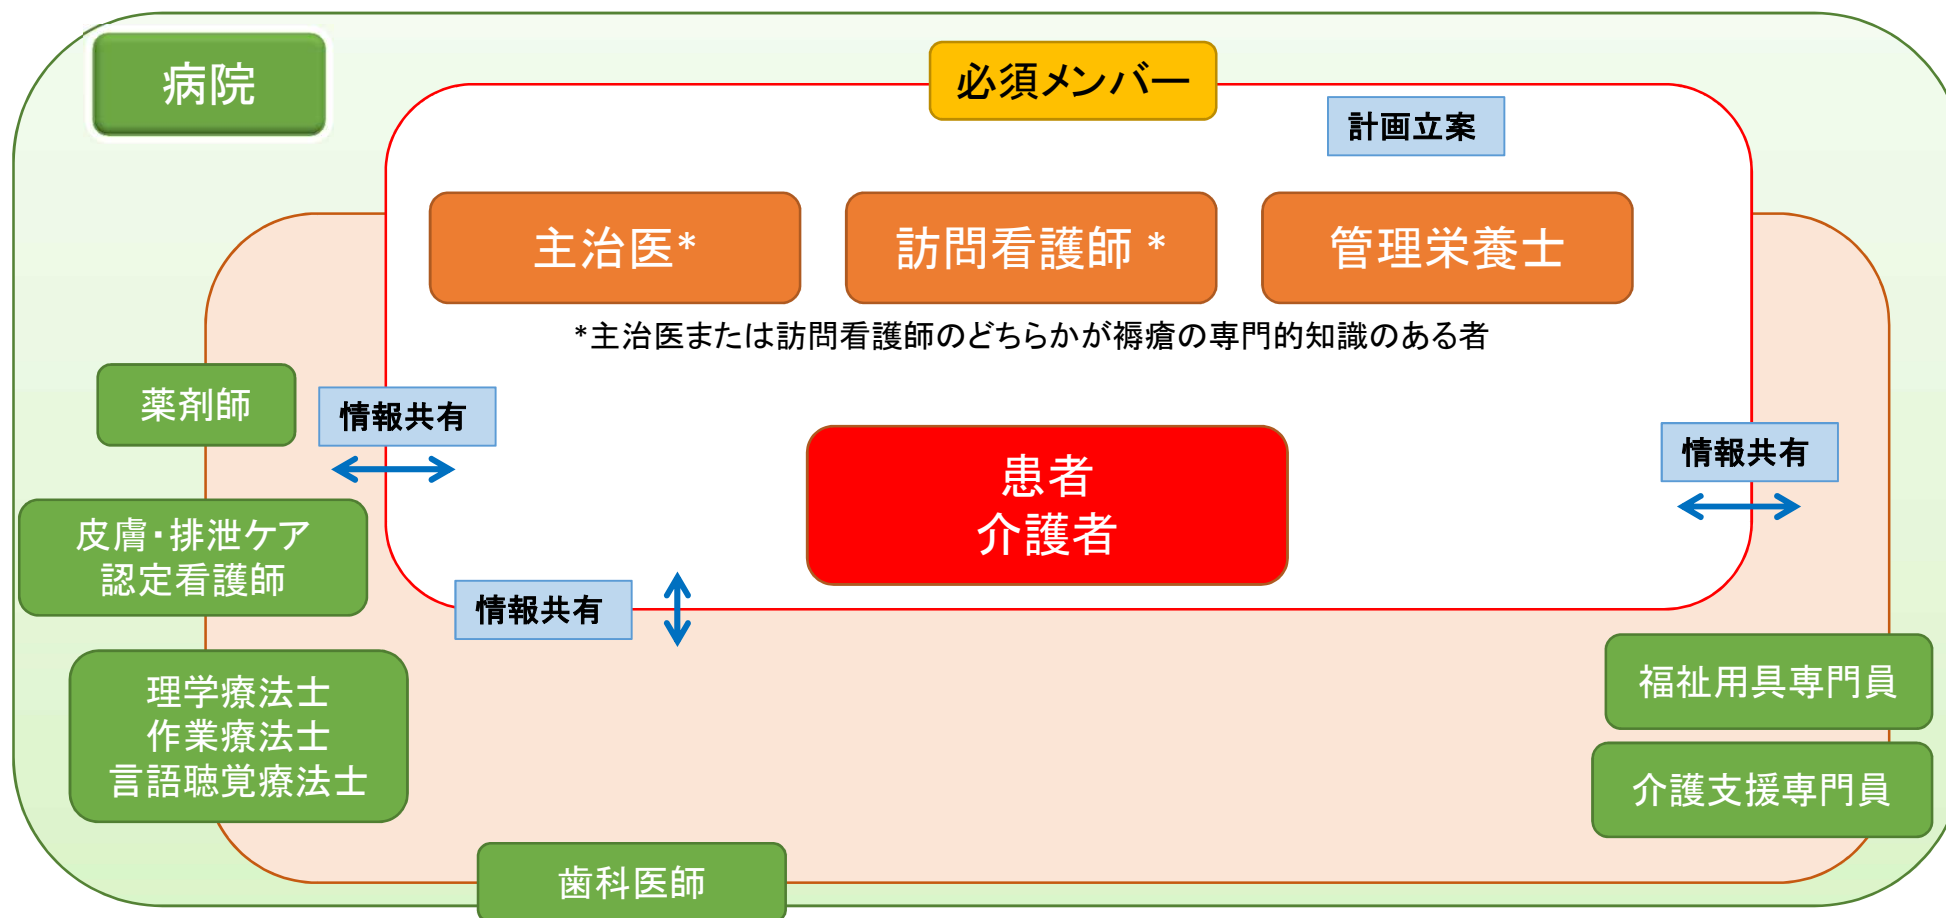 病院
必須メンバー
計画立案
主治医*
訪問看護師 *
管理栄養士
*主治医または訪問看護師のどちらかが褥瘡の専門的知識のある者
薬剤師
情報共有
患者
介護者
情報共有
皮膚・排泄ケア
認定看護師
情報共有
理学療法士
作業療法士
言語聴覚療法士
福祉用具専門員
介護支援専門員
歯科医師